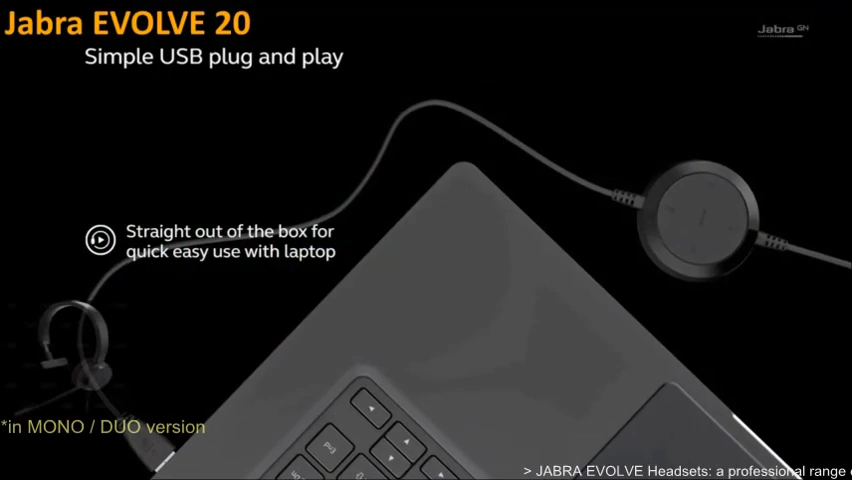 Jabra EVOLVE 20
Jabra GN
Simple USB plug and play
Straight out of the box for
quick easy use with laptop
*in MONO / DUO version
End
> JABRA EVOLVE Headsets: a professional range